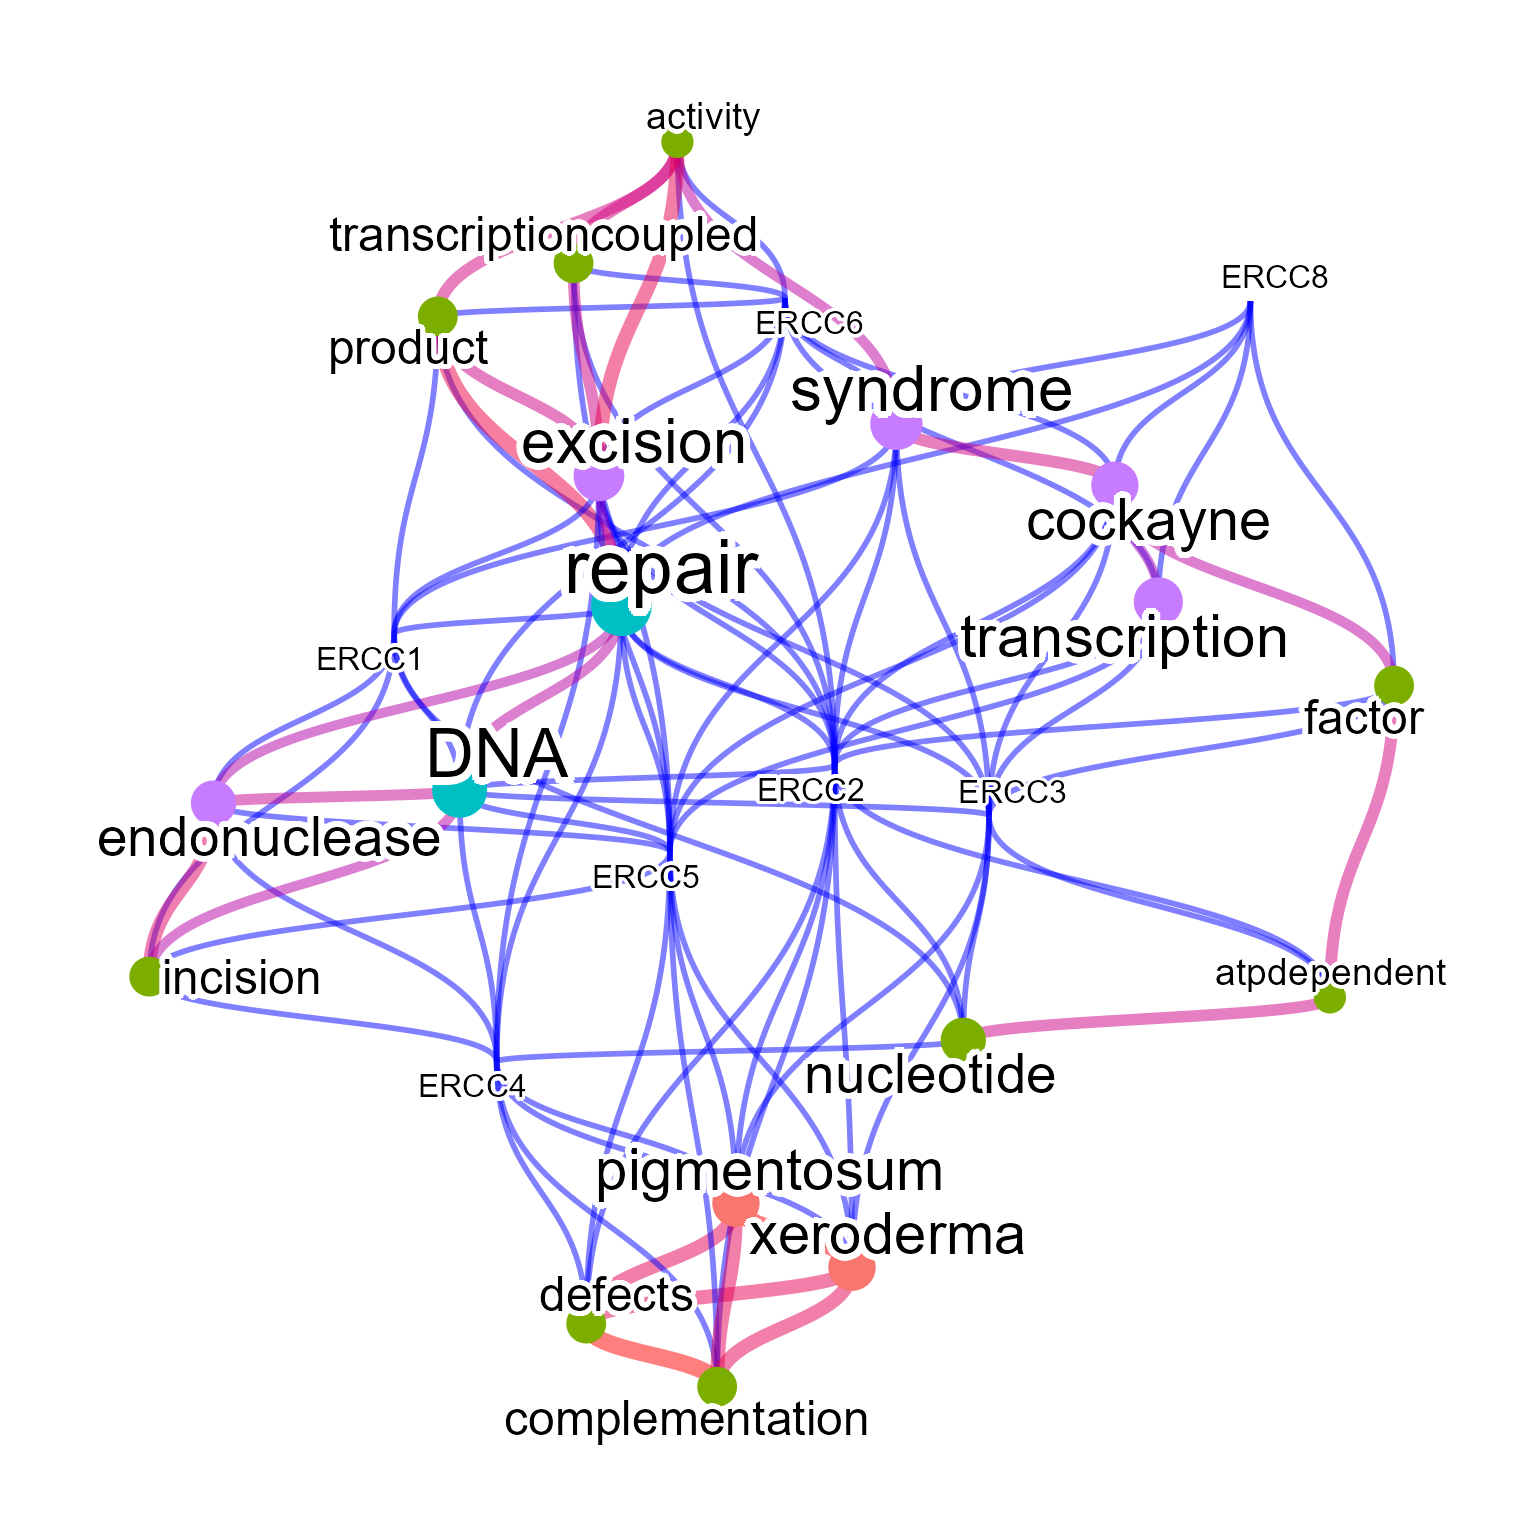 activity
transcriptioncoupled
ERCC8
ERCC6
product
syndrome
excision
cockayne
repair
transcription
ERCC1
factor
DNA
ERCC2
ERCC3
endonuclease
ERCC5
incision
atpdependent
nucleotide
ERCC4
pigmentosum
xeroderma
defects
complementation